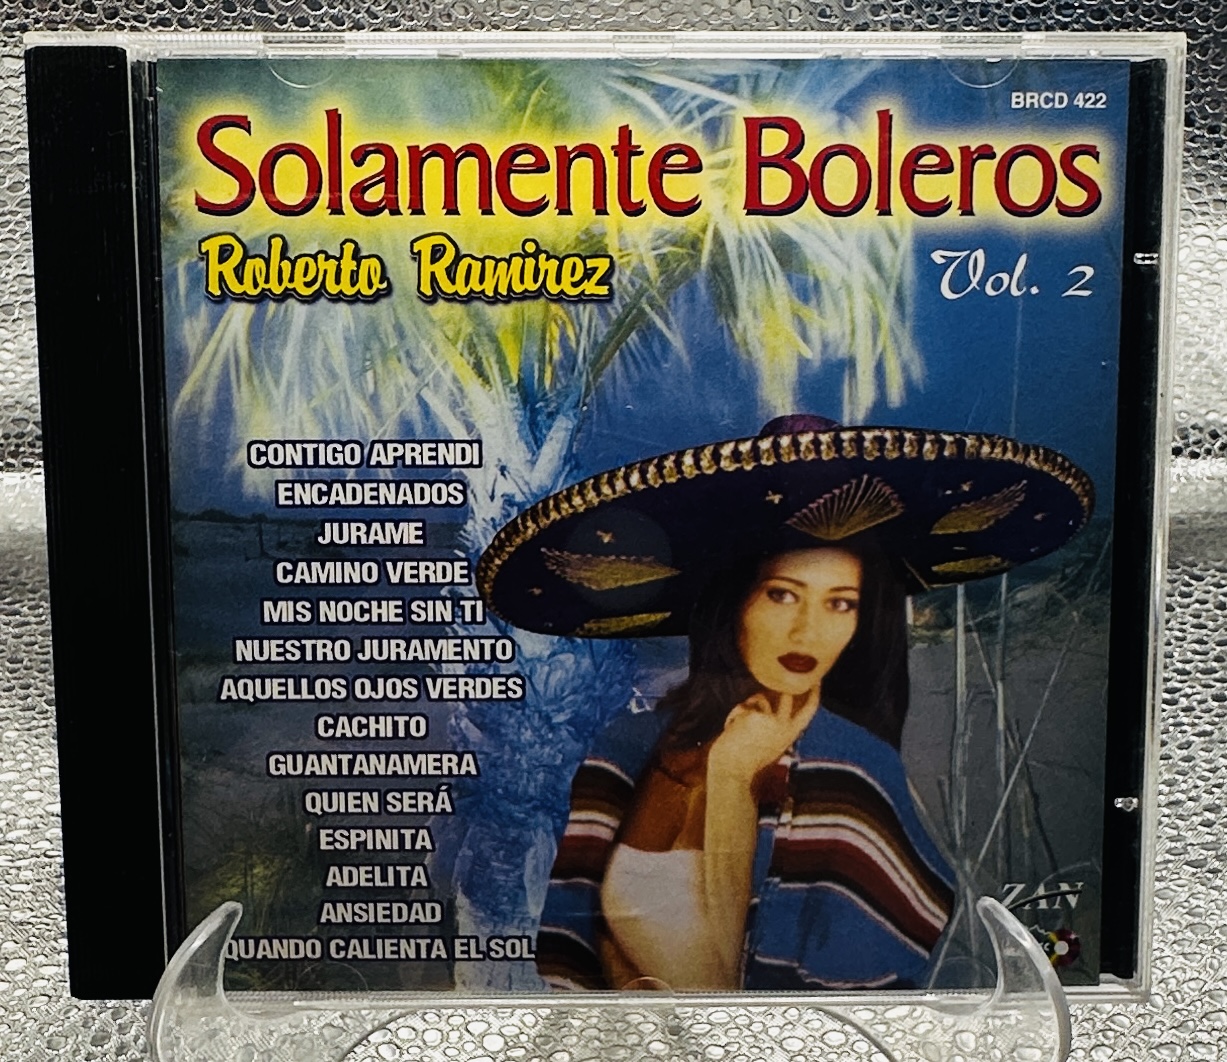 BRCD 422
Solamente Boleros
Roberto Ramirez
Vol. 2
CONTIGO APRENDI
ENCADENADOS
JURAME
CAMINO VERDE
MIS NOCHE SIN TI
NUESTRO JURAMENTO
AQUELLOS OJOS VERDES
CACHITO
GUANTANAMERA
QUIEN SERÁ
ESPINITA
ADELITA
ANSIEDAD
QUANDO CALIENTA EL SOL
ZAN